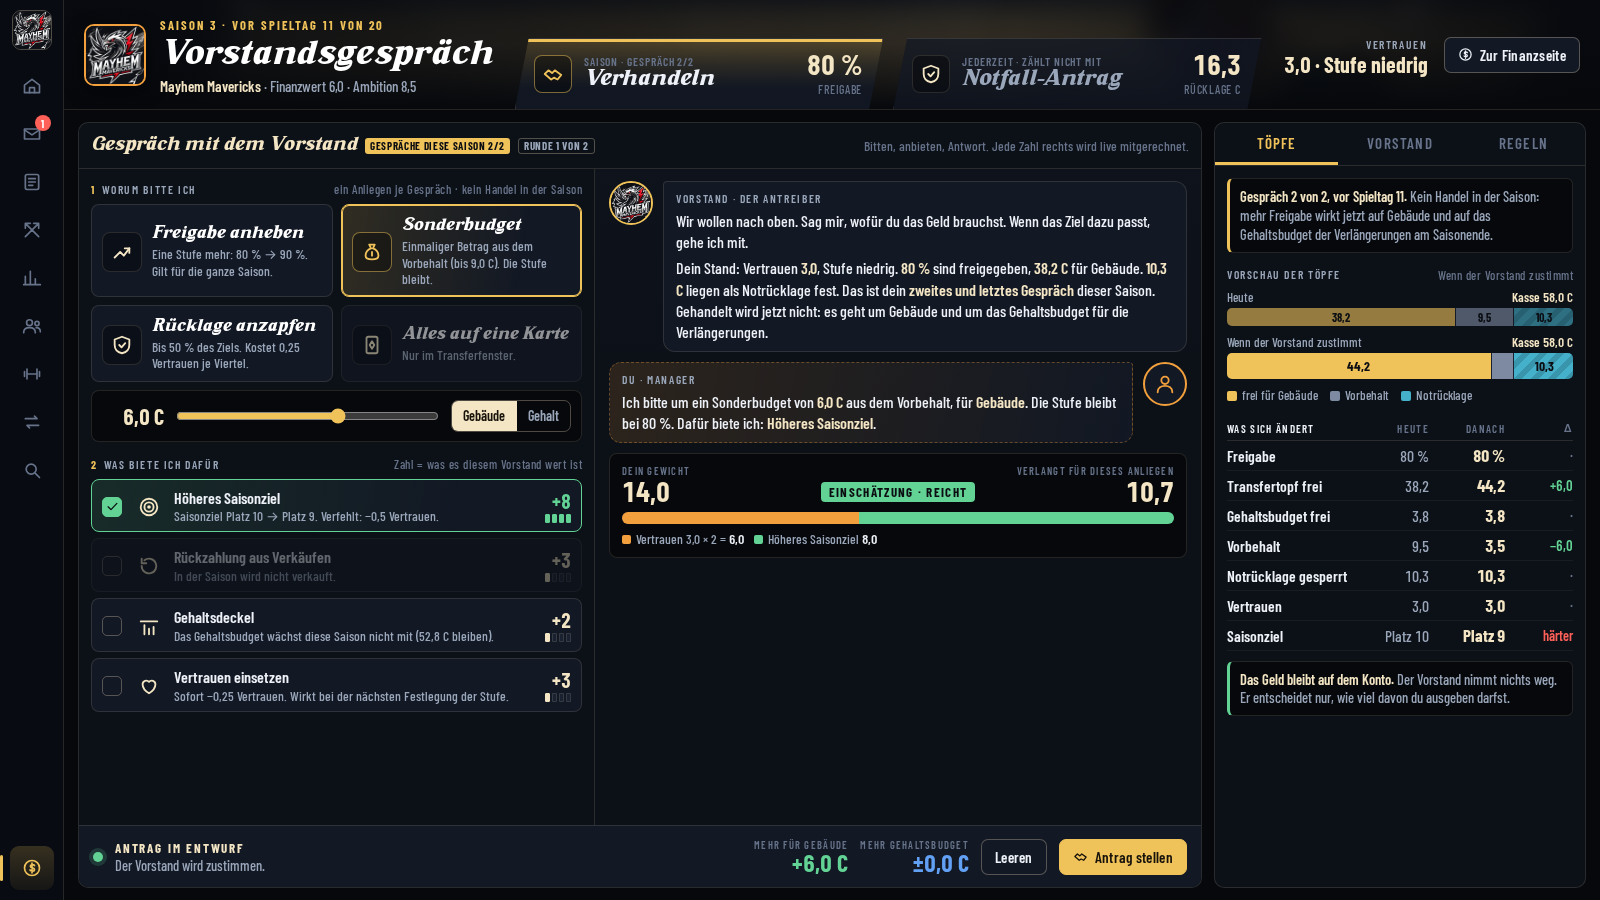 SAISON 3 · VOR SPIELTAG 11 VON 20
Vorstandsgespräch
Mayhem Mavericks · Finanzwert 6,0 · Ambition 8,5
SAISON · GESPRÄCH 2/2
Verhandeln
80 %
FREIGABE
JEDERZEIT · ZÄHLT NICHT MIT
Notfall-Antrag
16,3
RÜCKLAGE C
VERTRAUEN
3,0 · Stufe niedrig
Zur Finanzseite
1
Gespräch mit dem Vorstand
GESPRÄCHE DIESE SAISON 2/2
RUNDE 1 VON 2
Bitten, anbieten, Antwort. Jede Zahl rechts wird live mitgerechnet.
1 WORUM BITTE ICH
ein Anliegen je Gespräch · kein Handel in der Saison
Freigabe anheben
Eine Stufe mehr: 80 % → 90 %.
Gilt für die ganze Saison.
Sonderbudget
Einmaliger Betrag aus dem
Vorbehalt (bis 9,0 C). Die Stufe
bleibt.
Rücklage anzapfen
Bis 50 % des Ziels. Kostet 0,25
Vertrauen je Viertel.
Alles auf eine Karte
Nur im Transferfenster.
6,0 C
Gebäude
Gehalt
2 WAS BIETE ICH DAFÜR
Zahl = was es diesem Vorstand wert ist
Höheres Saisonziel
Saisonziel Platz 10 → Platz 9. Verfehlt: −0,5 Vertrauen.
+8
Rückzahlung aus Verkäufen
In der Saison wird nicht verkauft.
+3
Gehaltsdeckel
Das Gehaltsbudget wächst diese Saison nicht mit (52,8 C bleiben).
+2
Vertrauen einsetzen
Sofort −0,25 Vertrauen. Wirkt bei der nächsten Festlegung der Stufe.
+3
MAYHEM
VORSTAND · DER ANTREIBER
Wir wollen nach oben. Sag mir, wofür du das Geld brauchst. Wenn das Ziel dazu passt,
gehe ich mit.
Dein Stand: Vertrauen 3,0, Stufe niedrig. 80 % sind freigegeben, 38,2 C für Gebäude. 10,3
C liegen als Notrücklage fest. Das ist dein zweites und letztes Gespräch dieser Saison.
Gehandelt wird jetzt nicht: es geht um Gebäude und um das Gehaltsbudget für die
Verlängerungen.
DU · MANAGER
Ich bitte um ein Sonderbudget von 6,0 C aus dem Vorbehalt, für Gebäude. Die Stufe bleibt
bei 80 %. Dafür biete ich: Höheres Saisonziel.
DEIN GEWICHT
14,0
EINSCHÄTZUNG · REICHT
VERLANGT FÜR DIESES ANLIEGEN
10,7
Vertrauen 3,0 × 2 = 6,0
Höheres Saisonziel 8,0
ANTRAG IM ENTWURF
Der Vorstand wird zustimmen.
MEHR FÜR GEBÄUDE
+6,0 C
MEHR GEHALTSBUDGET
±0,0 C
Leeren
Antrag stellen
TÖPFE
VORSTAND
REGELN
Gespräch 2 von 2, vor Spieltag 11. Kein Handel in der Saison:
mehr Freigabe wirkt jetzt auf Gebäude und auf das
Gehaltsbudget der Verlängerungen am Saisonende.
VORSCHAU DER TÖPFE
Wenn der Vorstand zustimmt
Heute
Kasse 58,0 C
38,2
9,5
10,3
Wenn der Vorstand zustimmt
Kasse 58,0 C
44,2
10,3
frei für Gebäude
Vorbehalt
Notrücklage
WAS SICH ÄNDERT HEUTE DANACH Δ
Freigabe 80 % 80 % ·
Transfertopf frei 38,2 44,2 +6,0
Gehaltsbudget frei 3,8 3,8 ·
Vorbehalt 9,5 3,5 −6,0
Notrücklage gesperrt 10,3 10,3 ·
Vertrauen 3,0 3,0 ·
Saisonziel Platz 10 Platz 9 härter
Das Geld bleibt auf dem Konto. Der Vorstand nimmt nichts weg.
Er entscheidet nur, wie viel davon du ausgeben darfst.